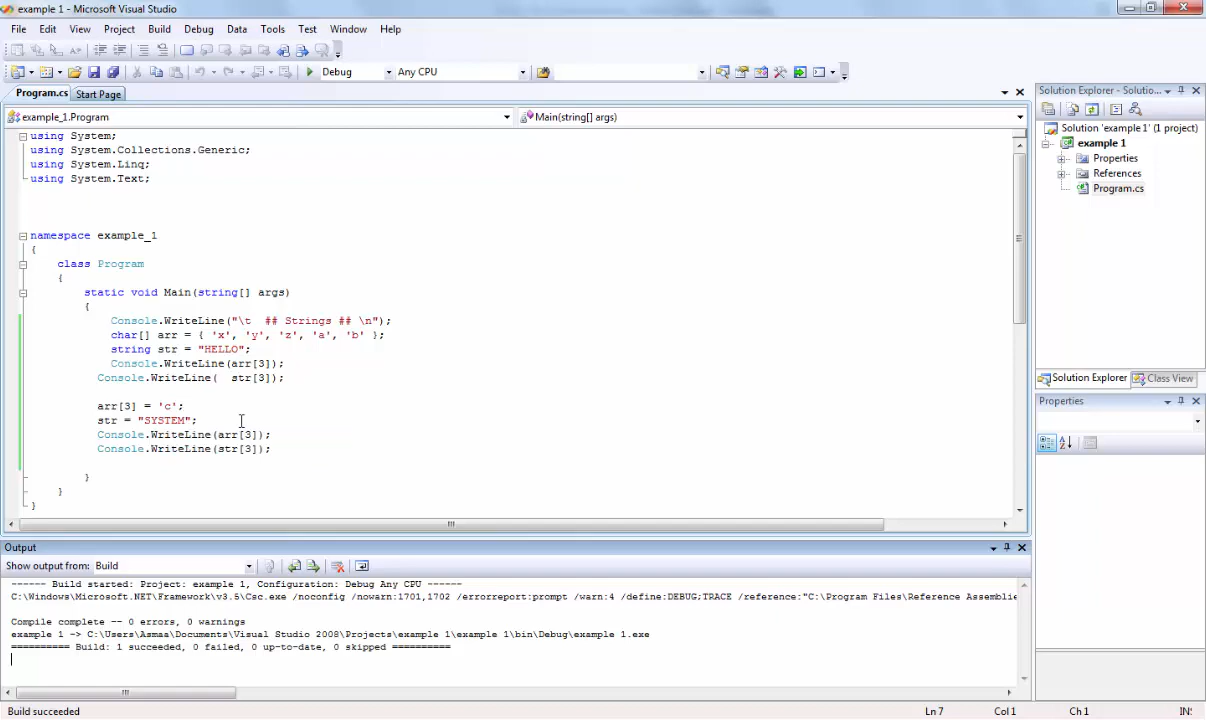 example 1 - Microsoft Visual Studio
File Edit View Project Build Debug Data Tools Test Window Help
Debug Any CPU
Program.cs Start Page
example_1.Program Main(string[] args)
using System;
using System.Collections.Generic;
using System.Linq;
using System.Text;
namespace example_1
{
class Program
{
static void Main(string[] args)
{
Console.WriteLine("\t  ## Strings ## \n");
char[] arr = { 'x', 'y', 'z', 'a', 'b' };
string str = "HELLO";
Console.WriteLine(arr[3]);
Console.WriteLine(  str[3]);
arr[3] = 'c';
str = "SYSTEM";
Console.WriteLine(arr[3]);
Console.WriteLine(str[3]);
}
}
}
Solution Explorer - Solutio...
Solution 'example 1' (1 project)
example 1
Properties
References
Program.cs
Solution Explorer Class View
Properties
Output
Show output from: Build
------ Build started: Project: example 1, Configuration: Debug Any CPU ------
C:\Windows\Microsoft.NET\Framework\v3.5\Csc.exe /noconfig /nowarn:1701,1702 /errorreport:prompt /warn:4 /define:DEBUG;TRACE /reference:"C:\Program Files\Reference Assemblie
Compile complete -- 0 errors, 0 warnings
example 1 -> C:\Users\Asmaa\Documents\Visual Studio 2008\Projects\example 1\example 1\bin\Debug\example 1.exe
========== Build: 1 succeeded, 0 failed, 0 up-to-date, 0 skipped ==========
Build succeeded Ln 7 Col 1 Ch 1 INS